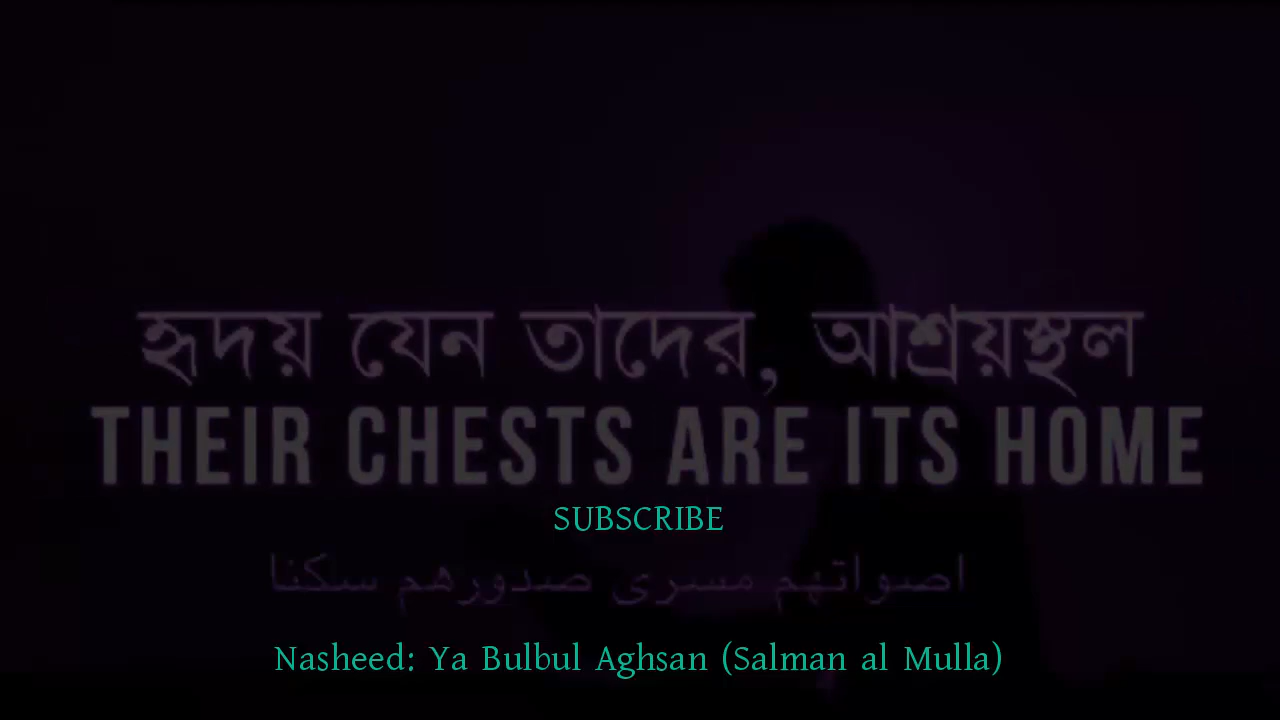 হৃদয় যেন তাদের, আশ্রয়স্থল
THEIR CHESTS ARE ITS HOME
SUBSCRIBE
اصواتهم مسرى صدورهم سكنا
Nasheed: Ya Bulbul Aghsan (Salman al Mulla)